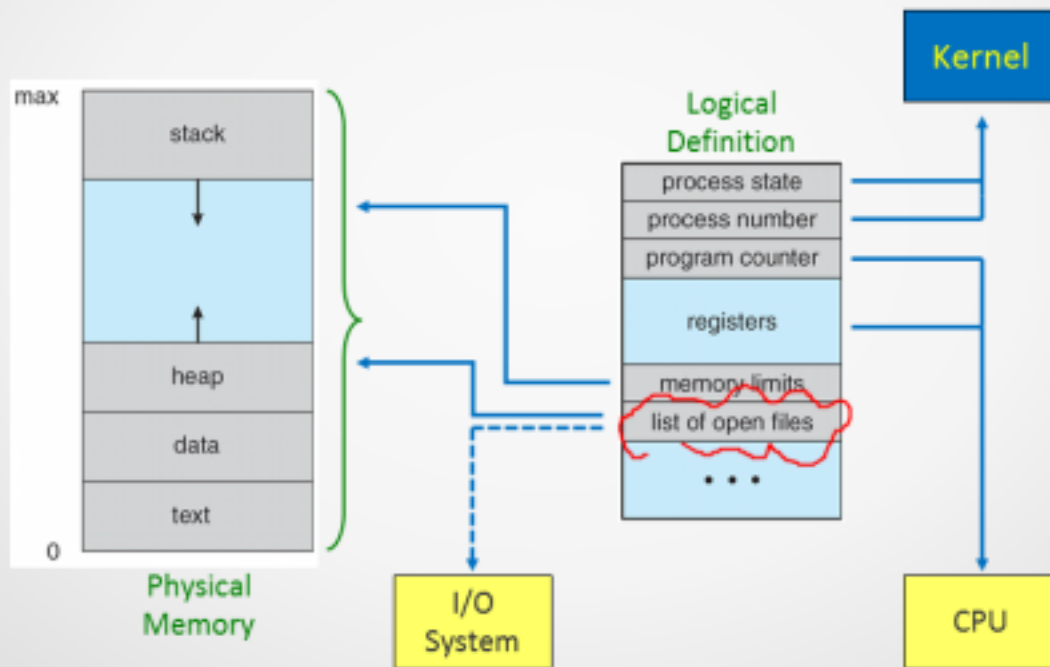 Kernel
max
stack
heap
data
text
0
Physical
Memory
Logical
Definition
process state
process number
program counter
registers
memory limits
list of open files
• • •
I/O
System
CPU